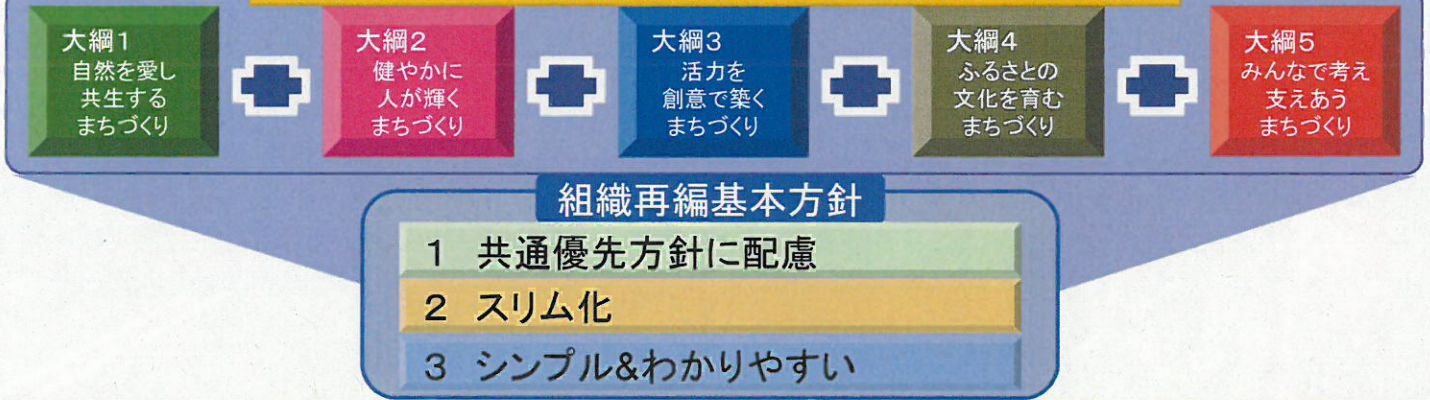 大綱1
自然を愛し
共生する
まちづくり
大綱2
健やかに
人が輝く
まちづくり
大綱3
活力を
創意で築く
まちづくり
大綱4
ふるさとの
文化を育む
まちづくり
大綱5
みんなで考え
支えあう
まちづくり
組織再編基本方針
1 共通優先方針に配慮
2 スリム化
3 シンプル&わかりやすい